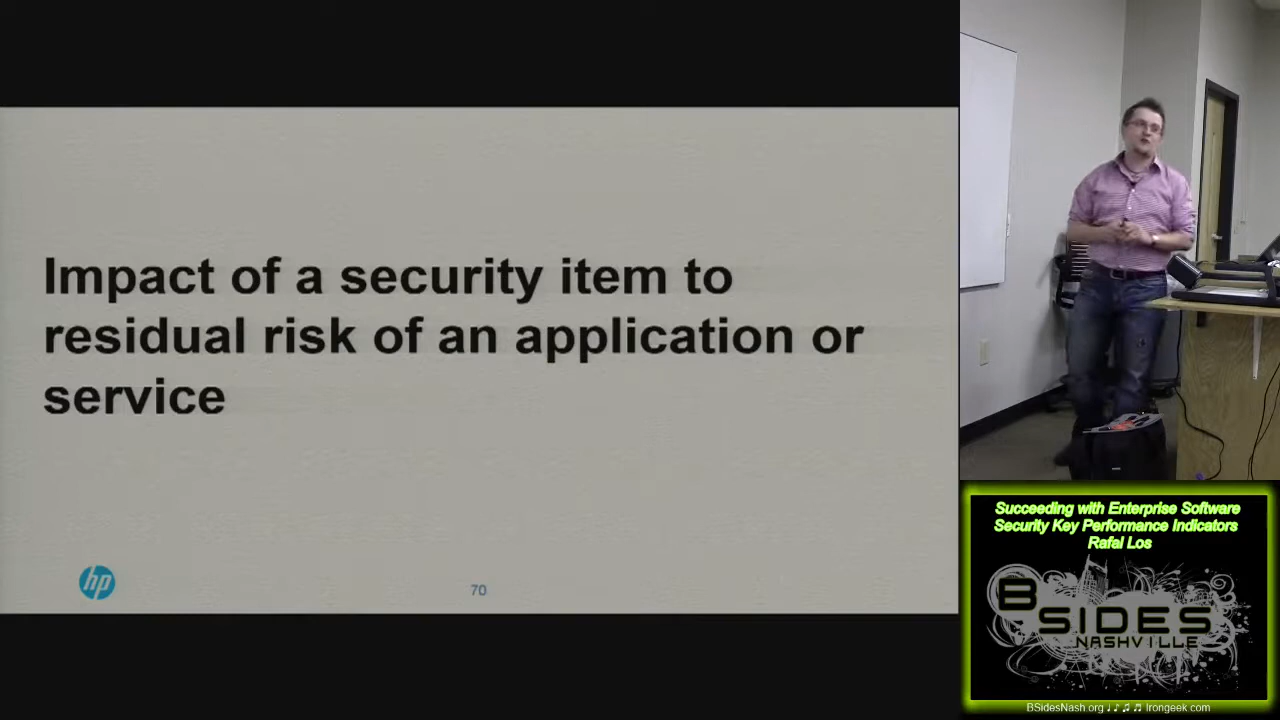 Impact of a security item to
residual risk of an application or
service
hp
70
Succeeding with Enterprise Software
Security Key Performance Indicators
Rafal Los
BSIDES
NASHVILLE
BSidesNash.org ♩ ♪ ♫ ♬ Irongeek com